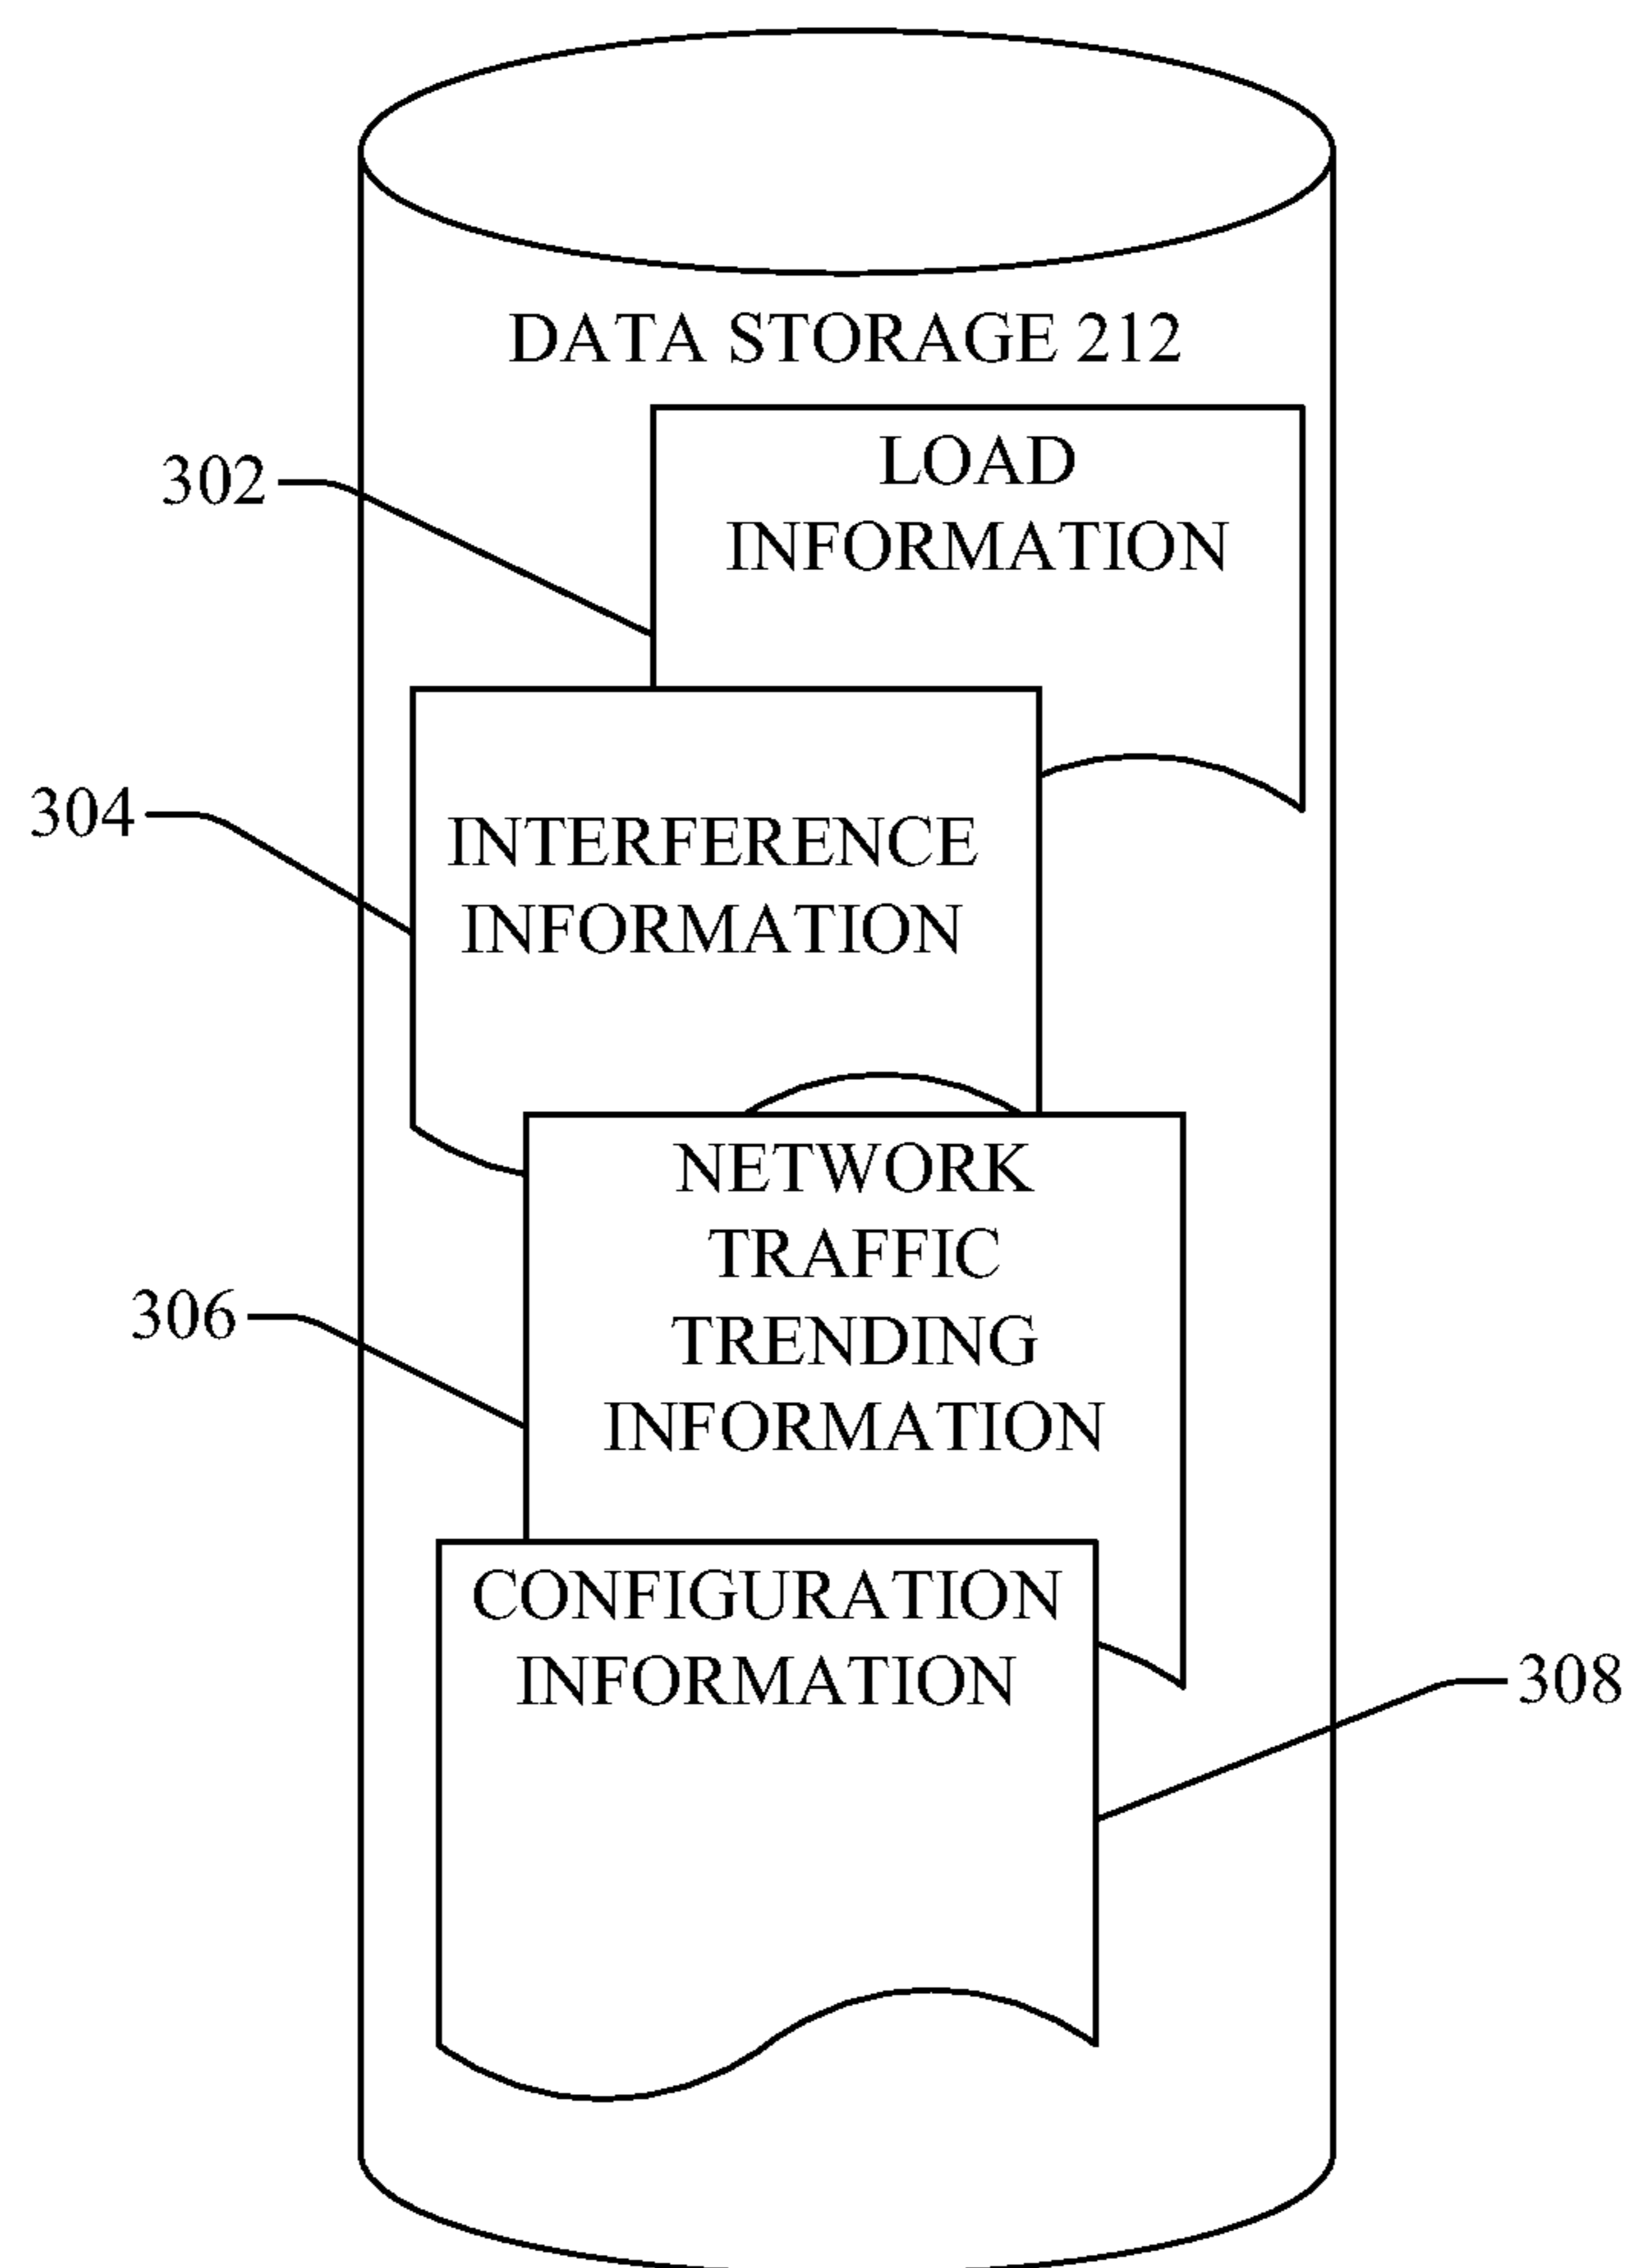 DATA STORAGE 212
LOAD
INFORMATION
302
304
INTERFERENCE
INFORMATION
NETWORK
TRAFFIC
TRENDING
INFORMATION
306
CONFIGURATION
INFORMATION
308